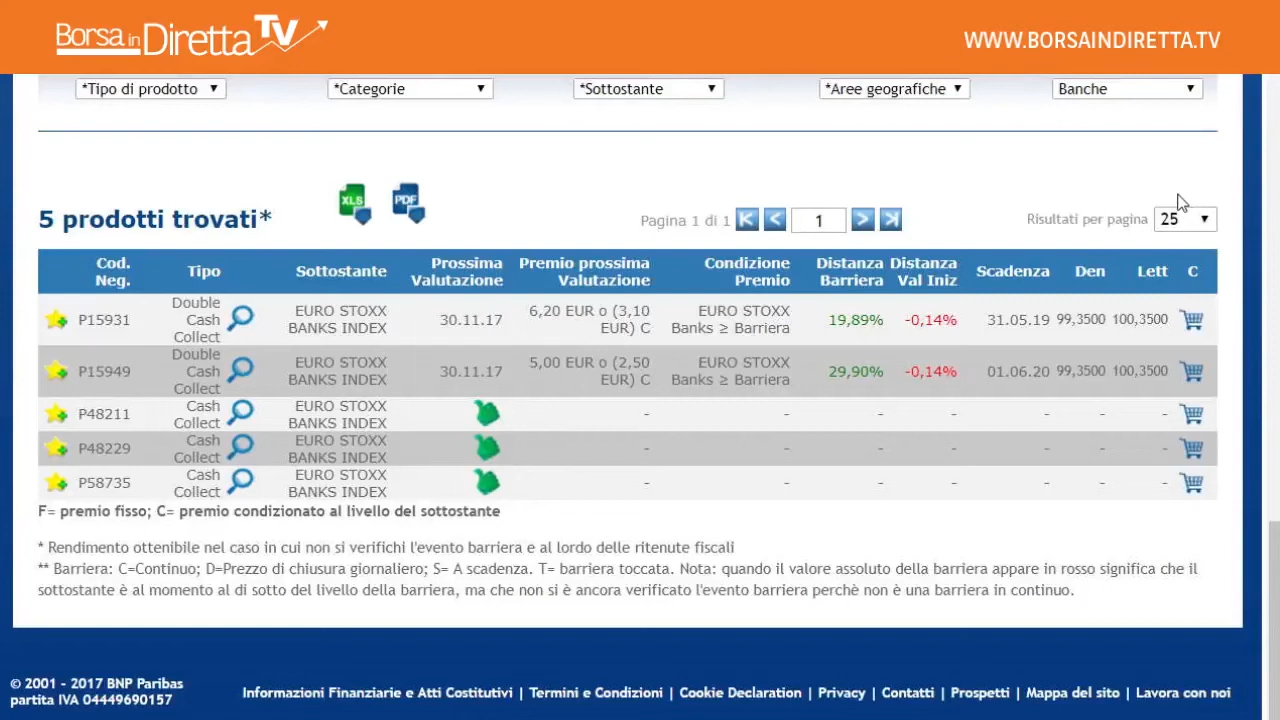 Borsa in Diretta TV
WWW.BORSAINDIRETTA.TV
*Tipo di prodotto *Categorie *Sottostante *Aree geografiche Banche
XLS PDF
5 prodotti trovati*
Pagina 1 di 1 1 Risultati per pagina 25
Cod. Neg. Tipo Sottostante Prossima Valutazione Premio prossima Valutazione Condizione Premio Distanza Barriera Distanza Val Iniz Scadenza Den Lett C
P15931 Double Cash Collect EURO STOXX BANKS INDEX 30.11.17 6,20 EUR o (3,10 EUR) C EURO STOXX Banks ≥ Barriera 19,89% -0,14% 31.05.19 99,3500 100,3500
P15949 Double Cash Collect EURO STOXX BANKS INDEX 30.11.17 5,00 EUR o (2,50 EUR) C EURO STOXX Banks ≥ Barriera 29,90% -0,14% 01.06.20 99,3500 100,3500
P48211 Cash Collect EURO STOXX BANKS INDEX - - - - - - -
P48229 Cash Collect EURO STOXX BANKS INDEX - - - - - - -
P58735 Cash Collect EURO STOXX BANKS INDEX - - - - - - -
F= premio fisso; C= premio condizionato al livello del sottostante
* Rendimento ottenibile nel caso in cui non si verifichi l'evento barriera e al lordo delle ritenute fiscali
** Barriera: C=Continuo; D=Prezzo di chiusura giornaliero; S= A scadenza. T= barriera toccata. Nota: quando il valore assoluto della barriera appare in rosso significa che il
sottostante è al momento al di sotto del livello della barriera, ma che non si è ancora verificato l'evento barriera perchè non è una barriera in continuo.
© 2001 - 2017 BNP Paribas
partita IVA 04449690157
Informazioni Finanziarie e Atti Costitutivi | Termini e Condizioni | Cookie Declaration | Privacy | Contatti | Prospetti | Mappa del sito | Lavora con noi